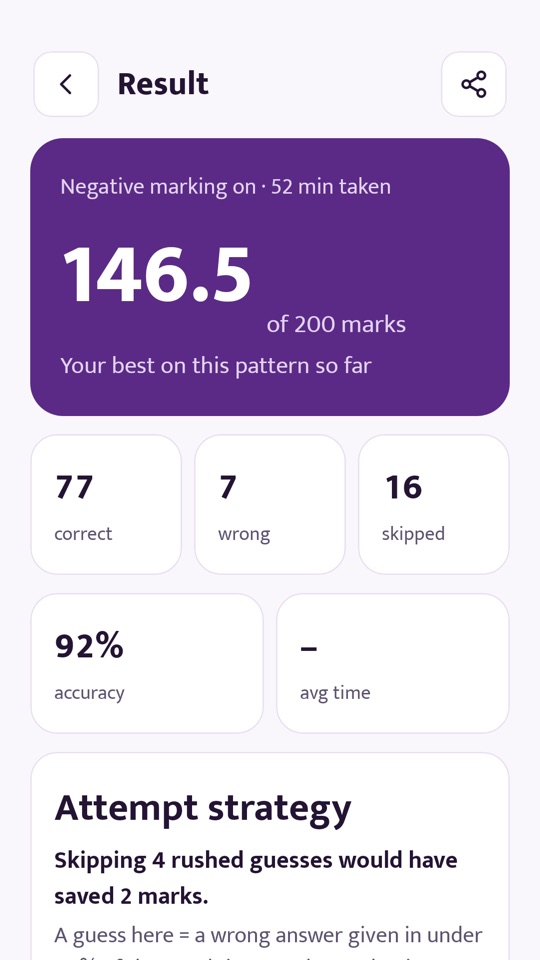 Result
Negative marking on · 52 min taken
146.5
of 200 marks
Your best on this pattern so far
77
correct
7
wrong
16
skipped
92%
accuracy
–
avg time
Attempt strategy
Skipping 4 rushed guesses would have
saved 2 marks.
A guess here = a wrong answer given in under